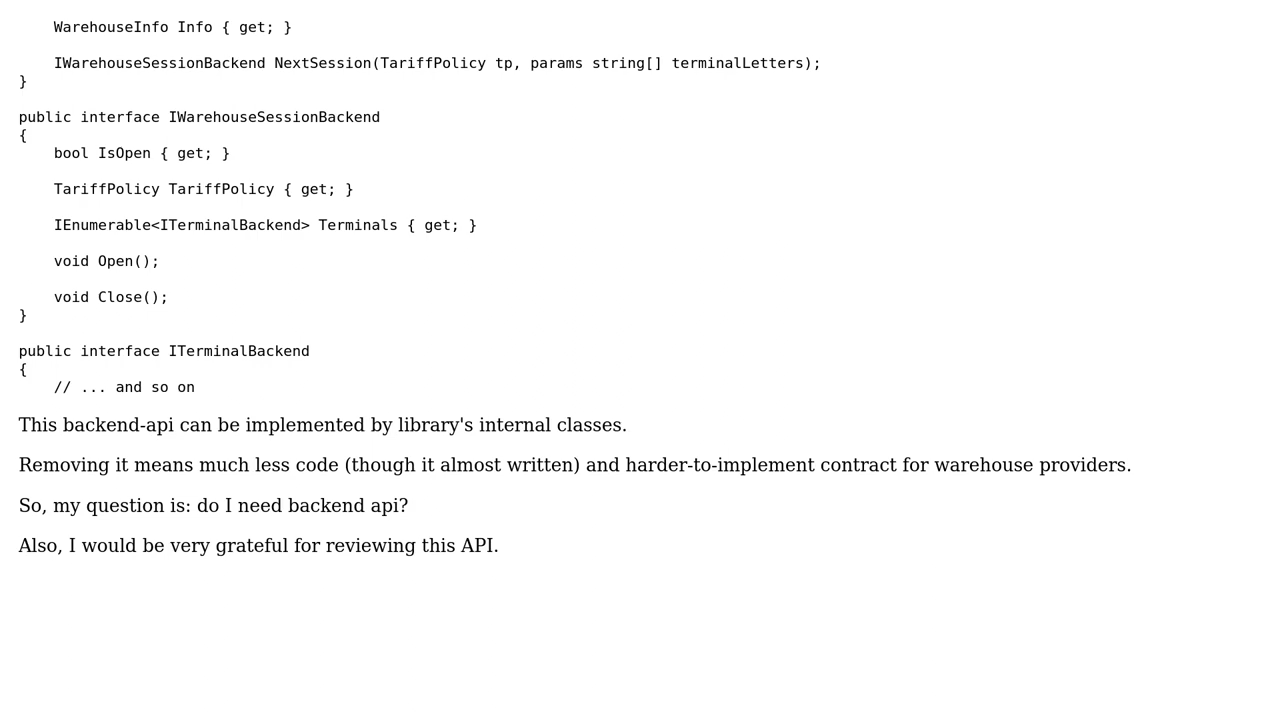 WarehouseInfo Info { get; }
IWarehouseSessionBackend NextSession(TariffPolicy tp, params string[] terminalLetters);
}
public interface IWarehouseSessionBackend
{
bool IsOpen { get; }
TariffPolicy TariffPolicy { get; }
IEnumerable<ITerminalBackend> Terminals { get; }
void Open();
void Close();
}
public interface ITerminalBackend
{
// ... and so on
This backend-api can be implemented by library's internal classes.
Removing it means much less code (though it almost written) and harder-to-implement contract for warehouse providers.
So, my question is: do I need backend api?
Also, I would be very grateful for reviewing this API.